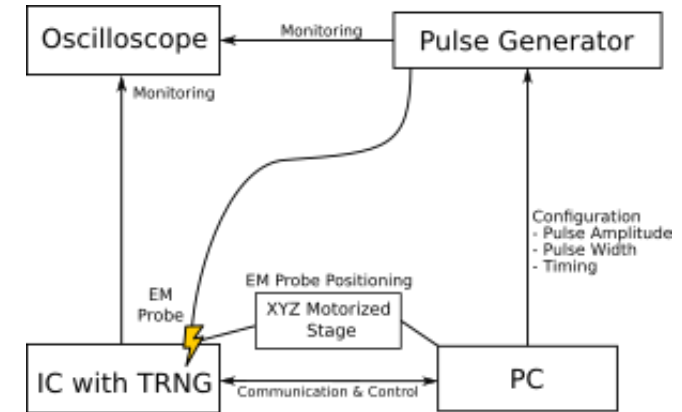 Oscilloscope
Monitoring
Pulse Generator
Monitoring
Configuration
- Pulse Amplitude
- Pulse Width
- Timing
EM Probe Positioning
EM
Probe
XYZ Motorized
Stage
IC with TRNG
Communication & Control
PC